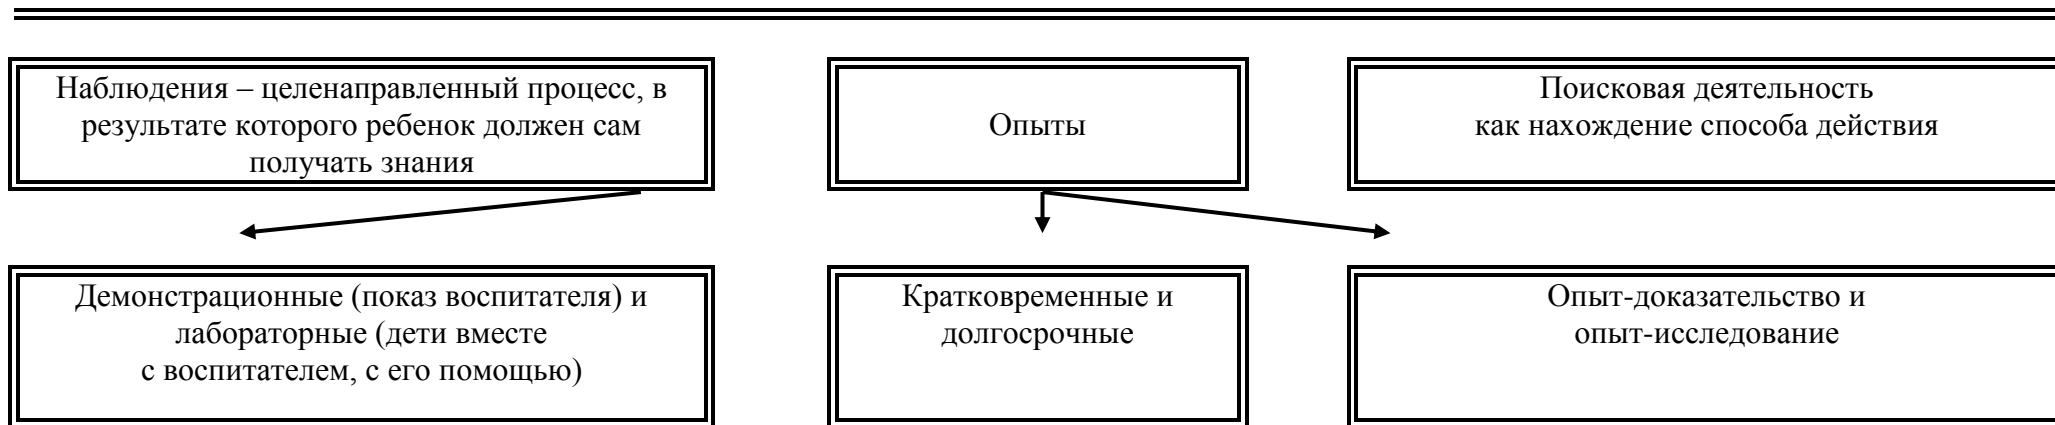 Наблюдения – целенаправленный процесс, в
результате которого ребенок должен сам
получать знания
Опыты
Поисковая деятельность
как нахождение способа действия
Демонстрационные (показ воспитателя) и
лабораторные (дети вместе
с воспитателем, с его помощью)
Кратковременные и
долгосрочные
Опыт-доказательство и
опыт-исследование